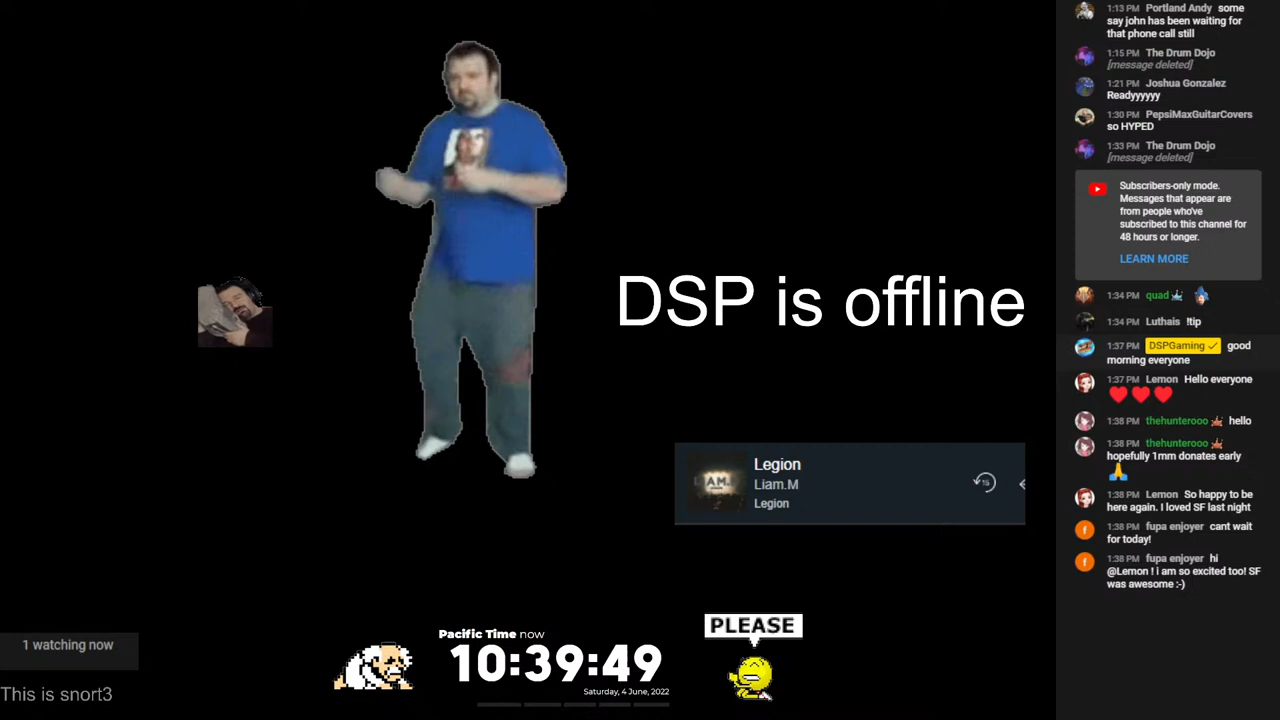 DSP is offline
Legion
Liam.M
Legion
15
1 watching now
This is snort3
Pacific Time now
10:39:49
Saturday, 4 June, 2022
PLEASE
1:13 PM Portland Andy some
say john has been waiting for
that phone call still
1:15 PM The Drum Dojo
[message deleted]
1:21 PM Joshua Gonzalez
Readyyyyy
1:30 PM PepsiMaxGuitarCovers
so HYPED
1:33 PM The Drum Dojo
[message deleted]
Subscribers-only mode.
Messages that appear are
from people who've
subscribed to this channel for
48 hours or longer.
LEARN MORE
1:34 PM quad
1:34 PM Luthais !tip
1:37 PM DSPGaming good
morning everyone
1:37 PM Lemon Hello everyone
1:38 PM thehunterooo hello
1:38 PM thehunterooo
hopefully 1mm donates early
1:38 PM Lemon So happy to be
here again. I loved SF last night
f 1:38 PM fupa enjoyer cant wait
for today!
f 1:38 PM fupa enjoyer hi
@Lemon ! i am so excited too! SF
was awesome :-)